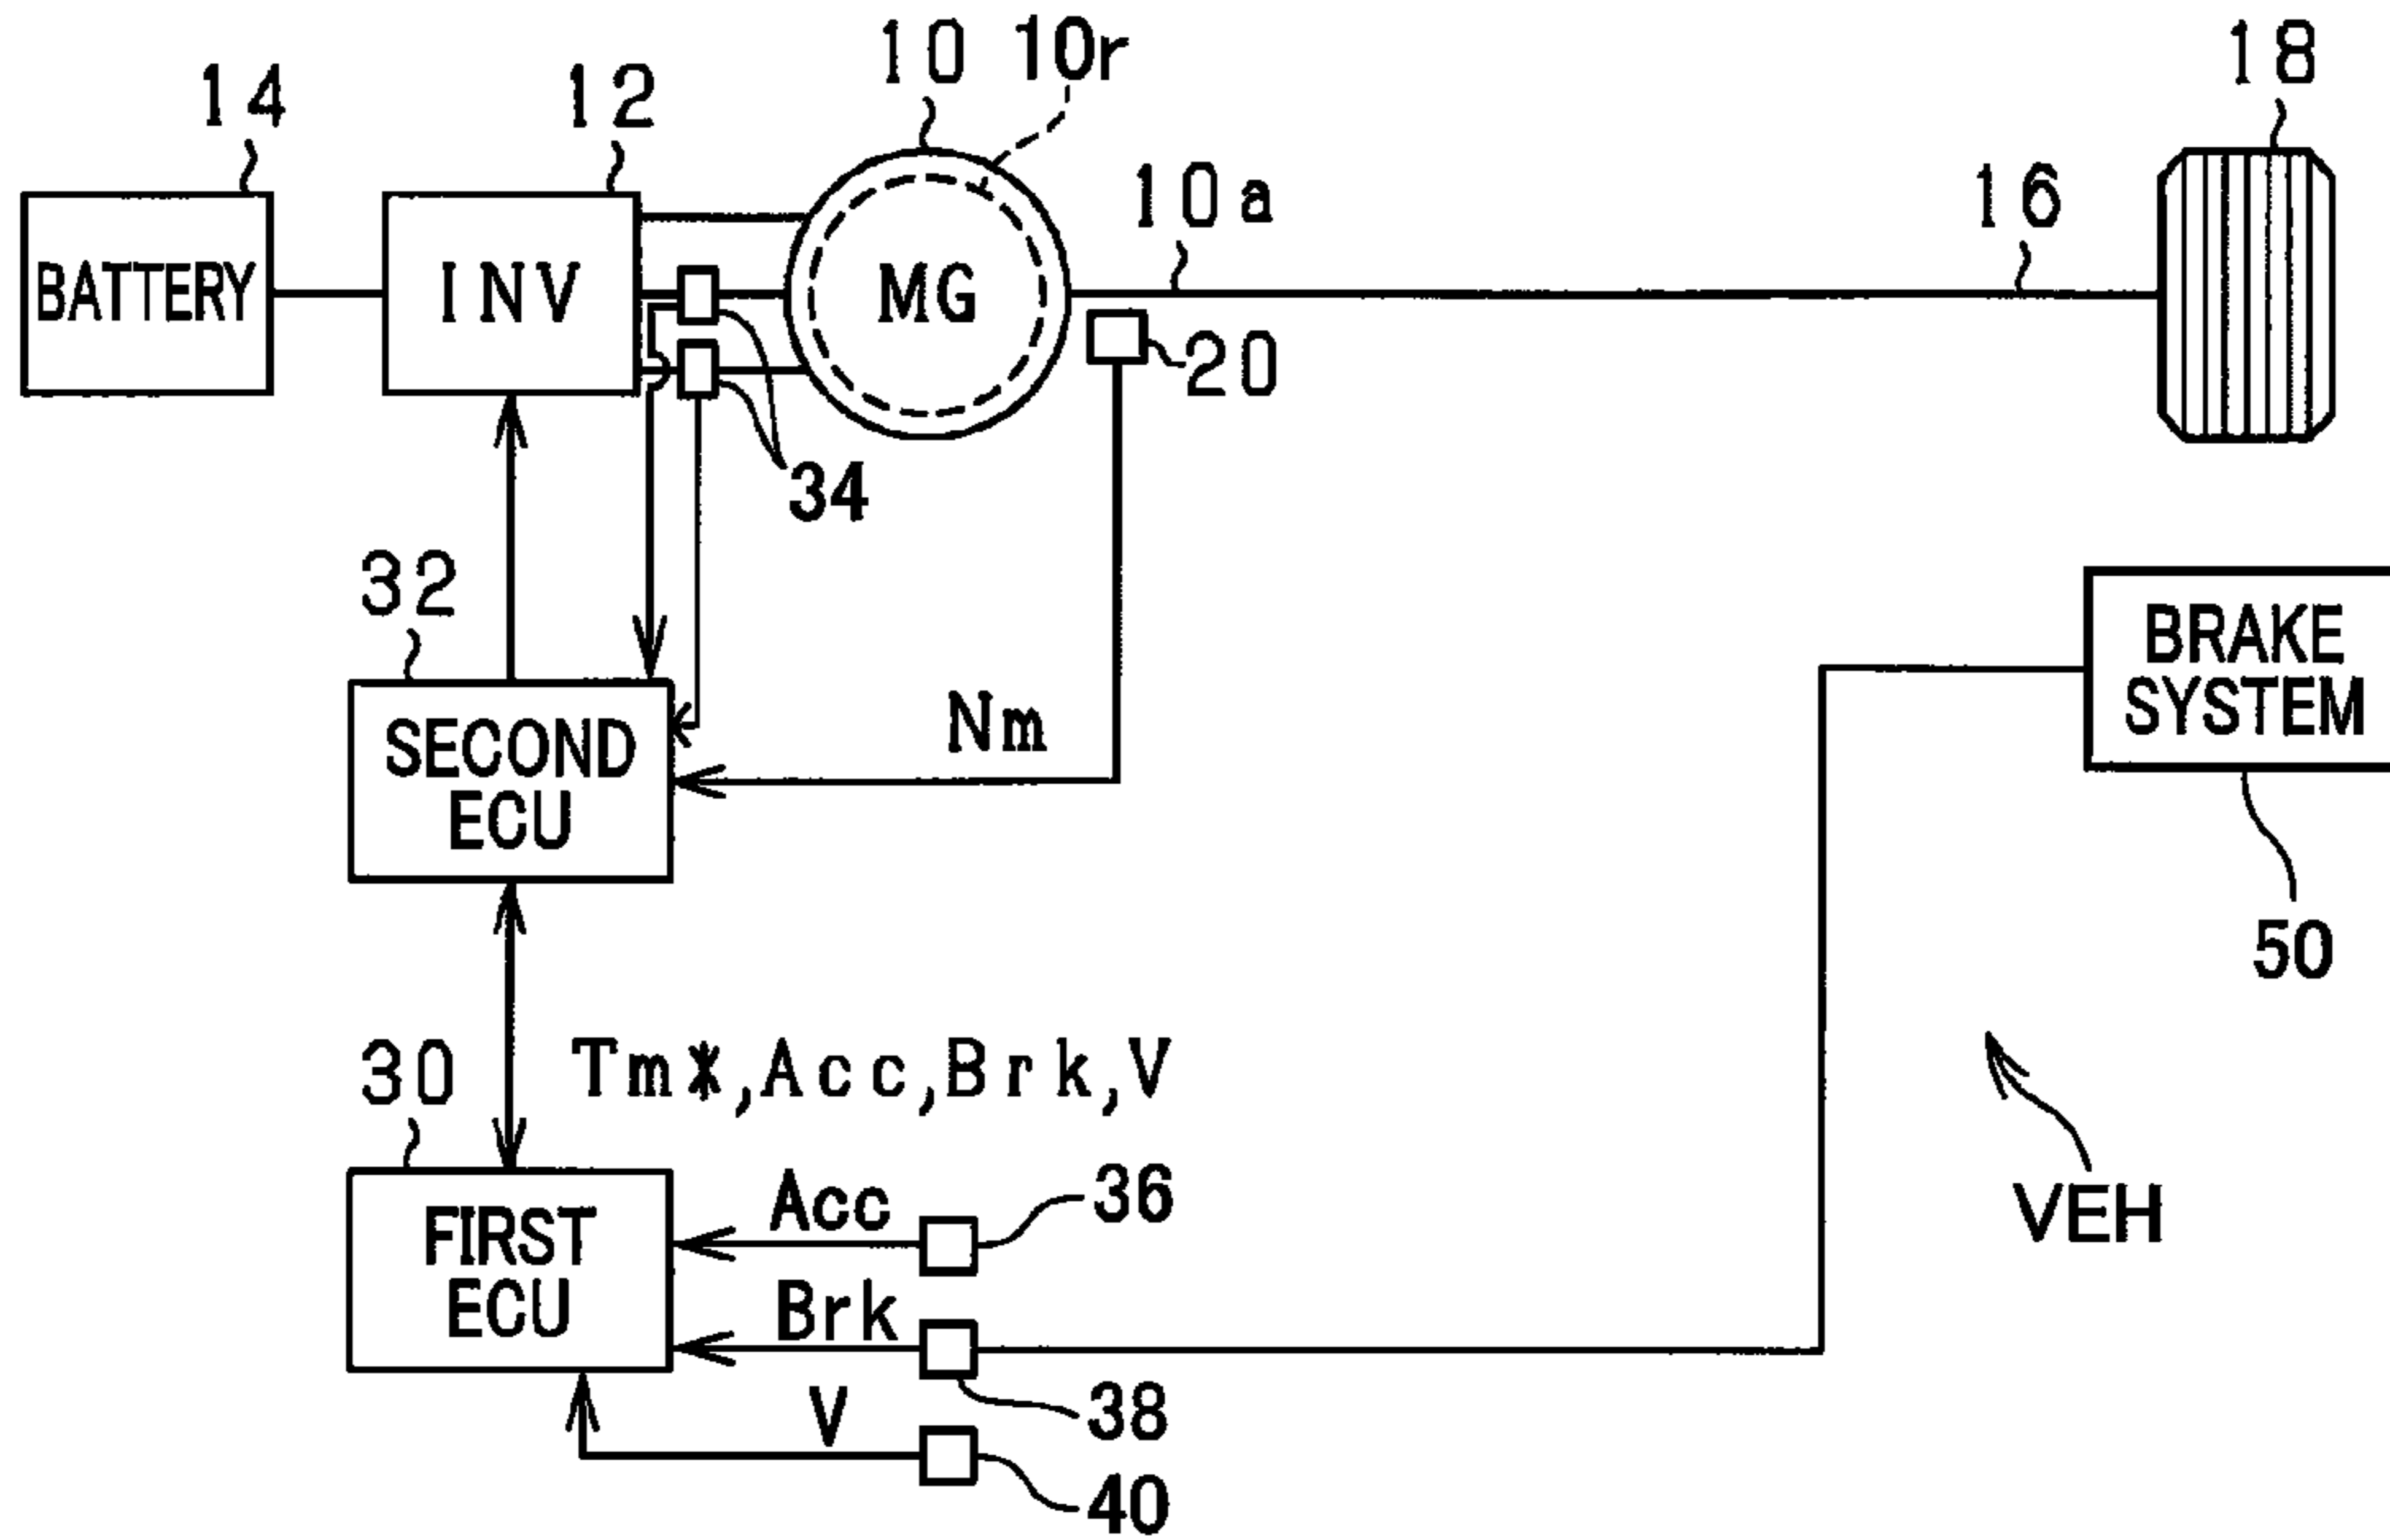 10 10r
18
14
12
10a
16
BATTERY
INV
MG
20
34
32
BRAKE
SYSTEM
Nm
SECOND
ECU
50
30
Tm*,Acc,Brk,V
Acc
36
VEH
FIRST
ECU
Brk
38
V
40